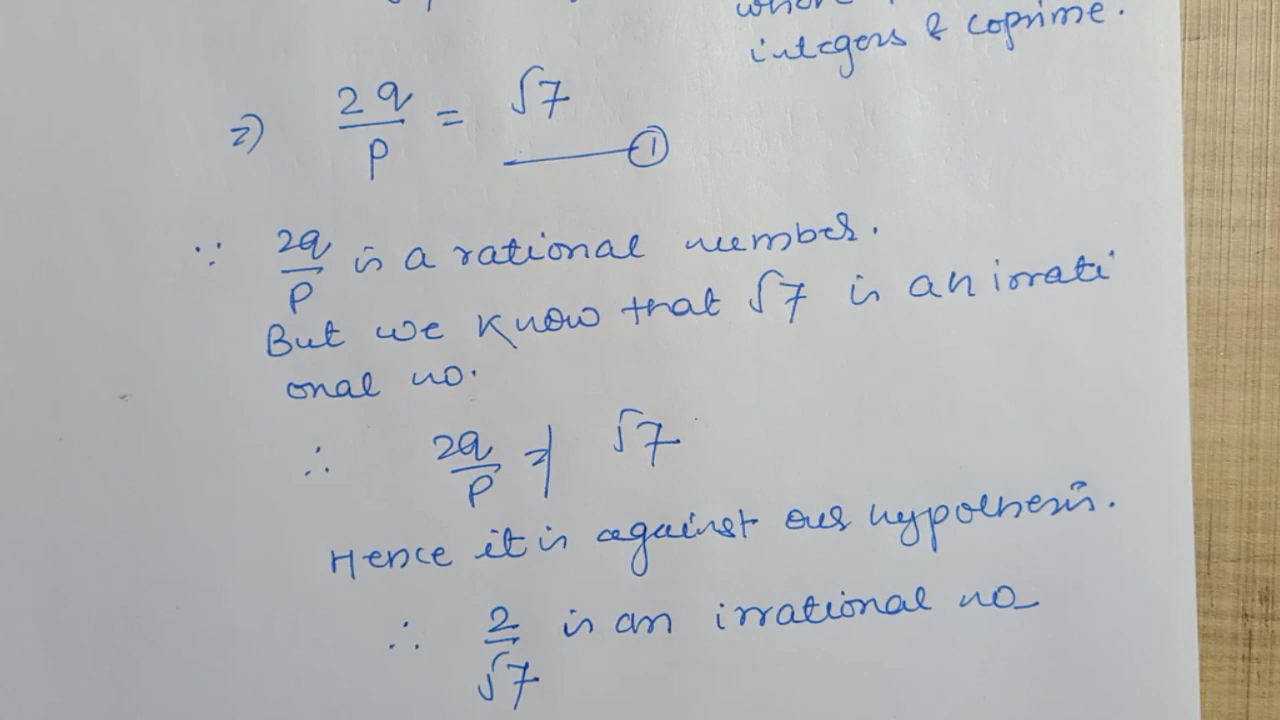 integers & coprime.
⇒ 2q/p = √7 —— ①
∵ 2q/p is a rational number.
But we know that √7 is an irrati
onal no.
∴ 2q/p ≠ √7
Hence it is against our hypothesis.
∴ 2/√7 is an irrational no